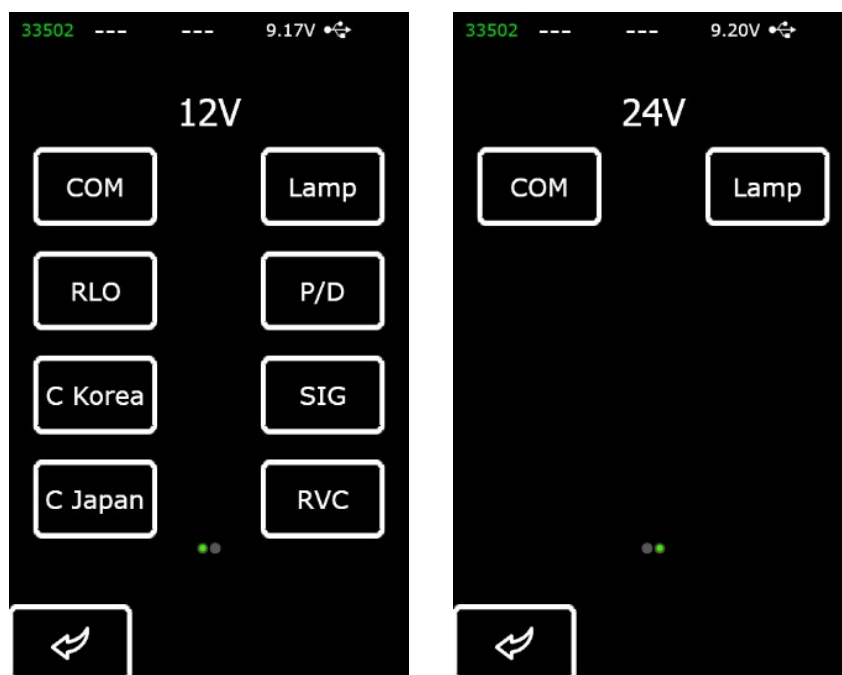 33502 --- --- 9.17V
12V
COM Lamp
RLO P/D
C Korea SIG
C Japan RVC
33502 --- --- 9.20V
24V
COM Lamp